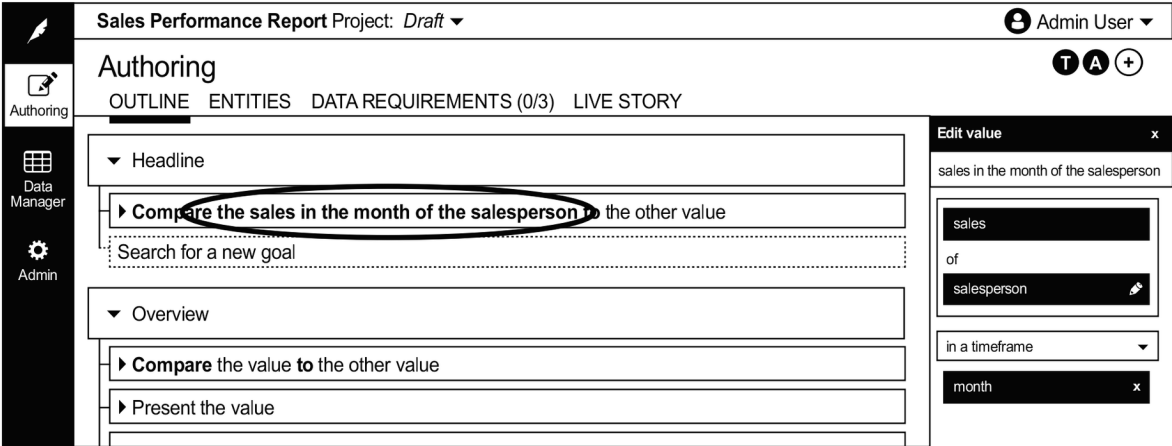 Sales Performance Report Project: Draft
Admin User
Authoring
T A +
Authoring
OUTLINE ENTITIES DATA REQUIREMENTS (0/3) LIVE STORY
Data
Manager
Admin
Headline
Compare the sales in the month of the salesperson to the other value
Search for a new goal
Overview
Compare the value to the other value
Present the value
Edit value x
sales in the month of the salesperson
sales
of
salesperson
in a timeframe
month x